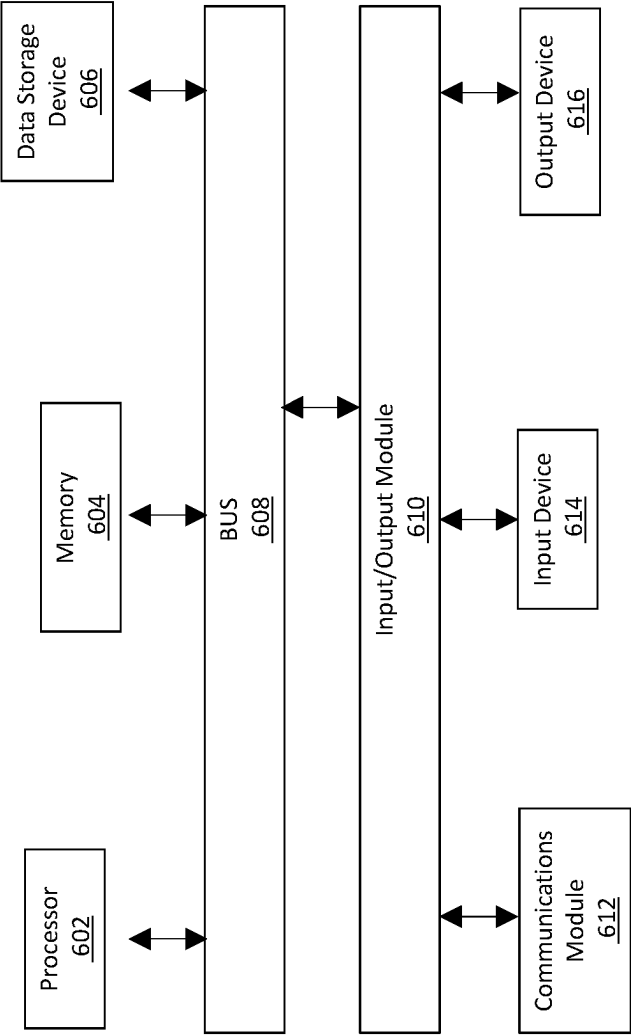 Processor
602
Memory
604
Data Storage
Device
606
BUS
608
Input/Output Module
610
Communications
Module
612
Input Device
614
Output Device
616